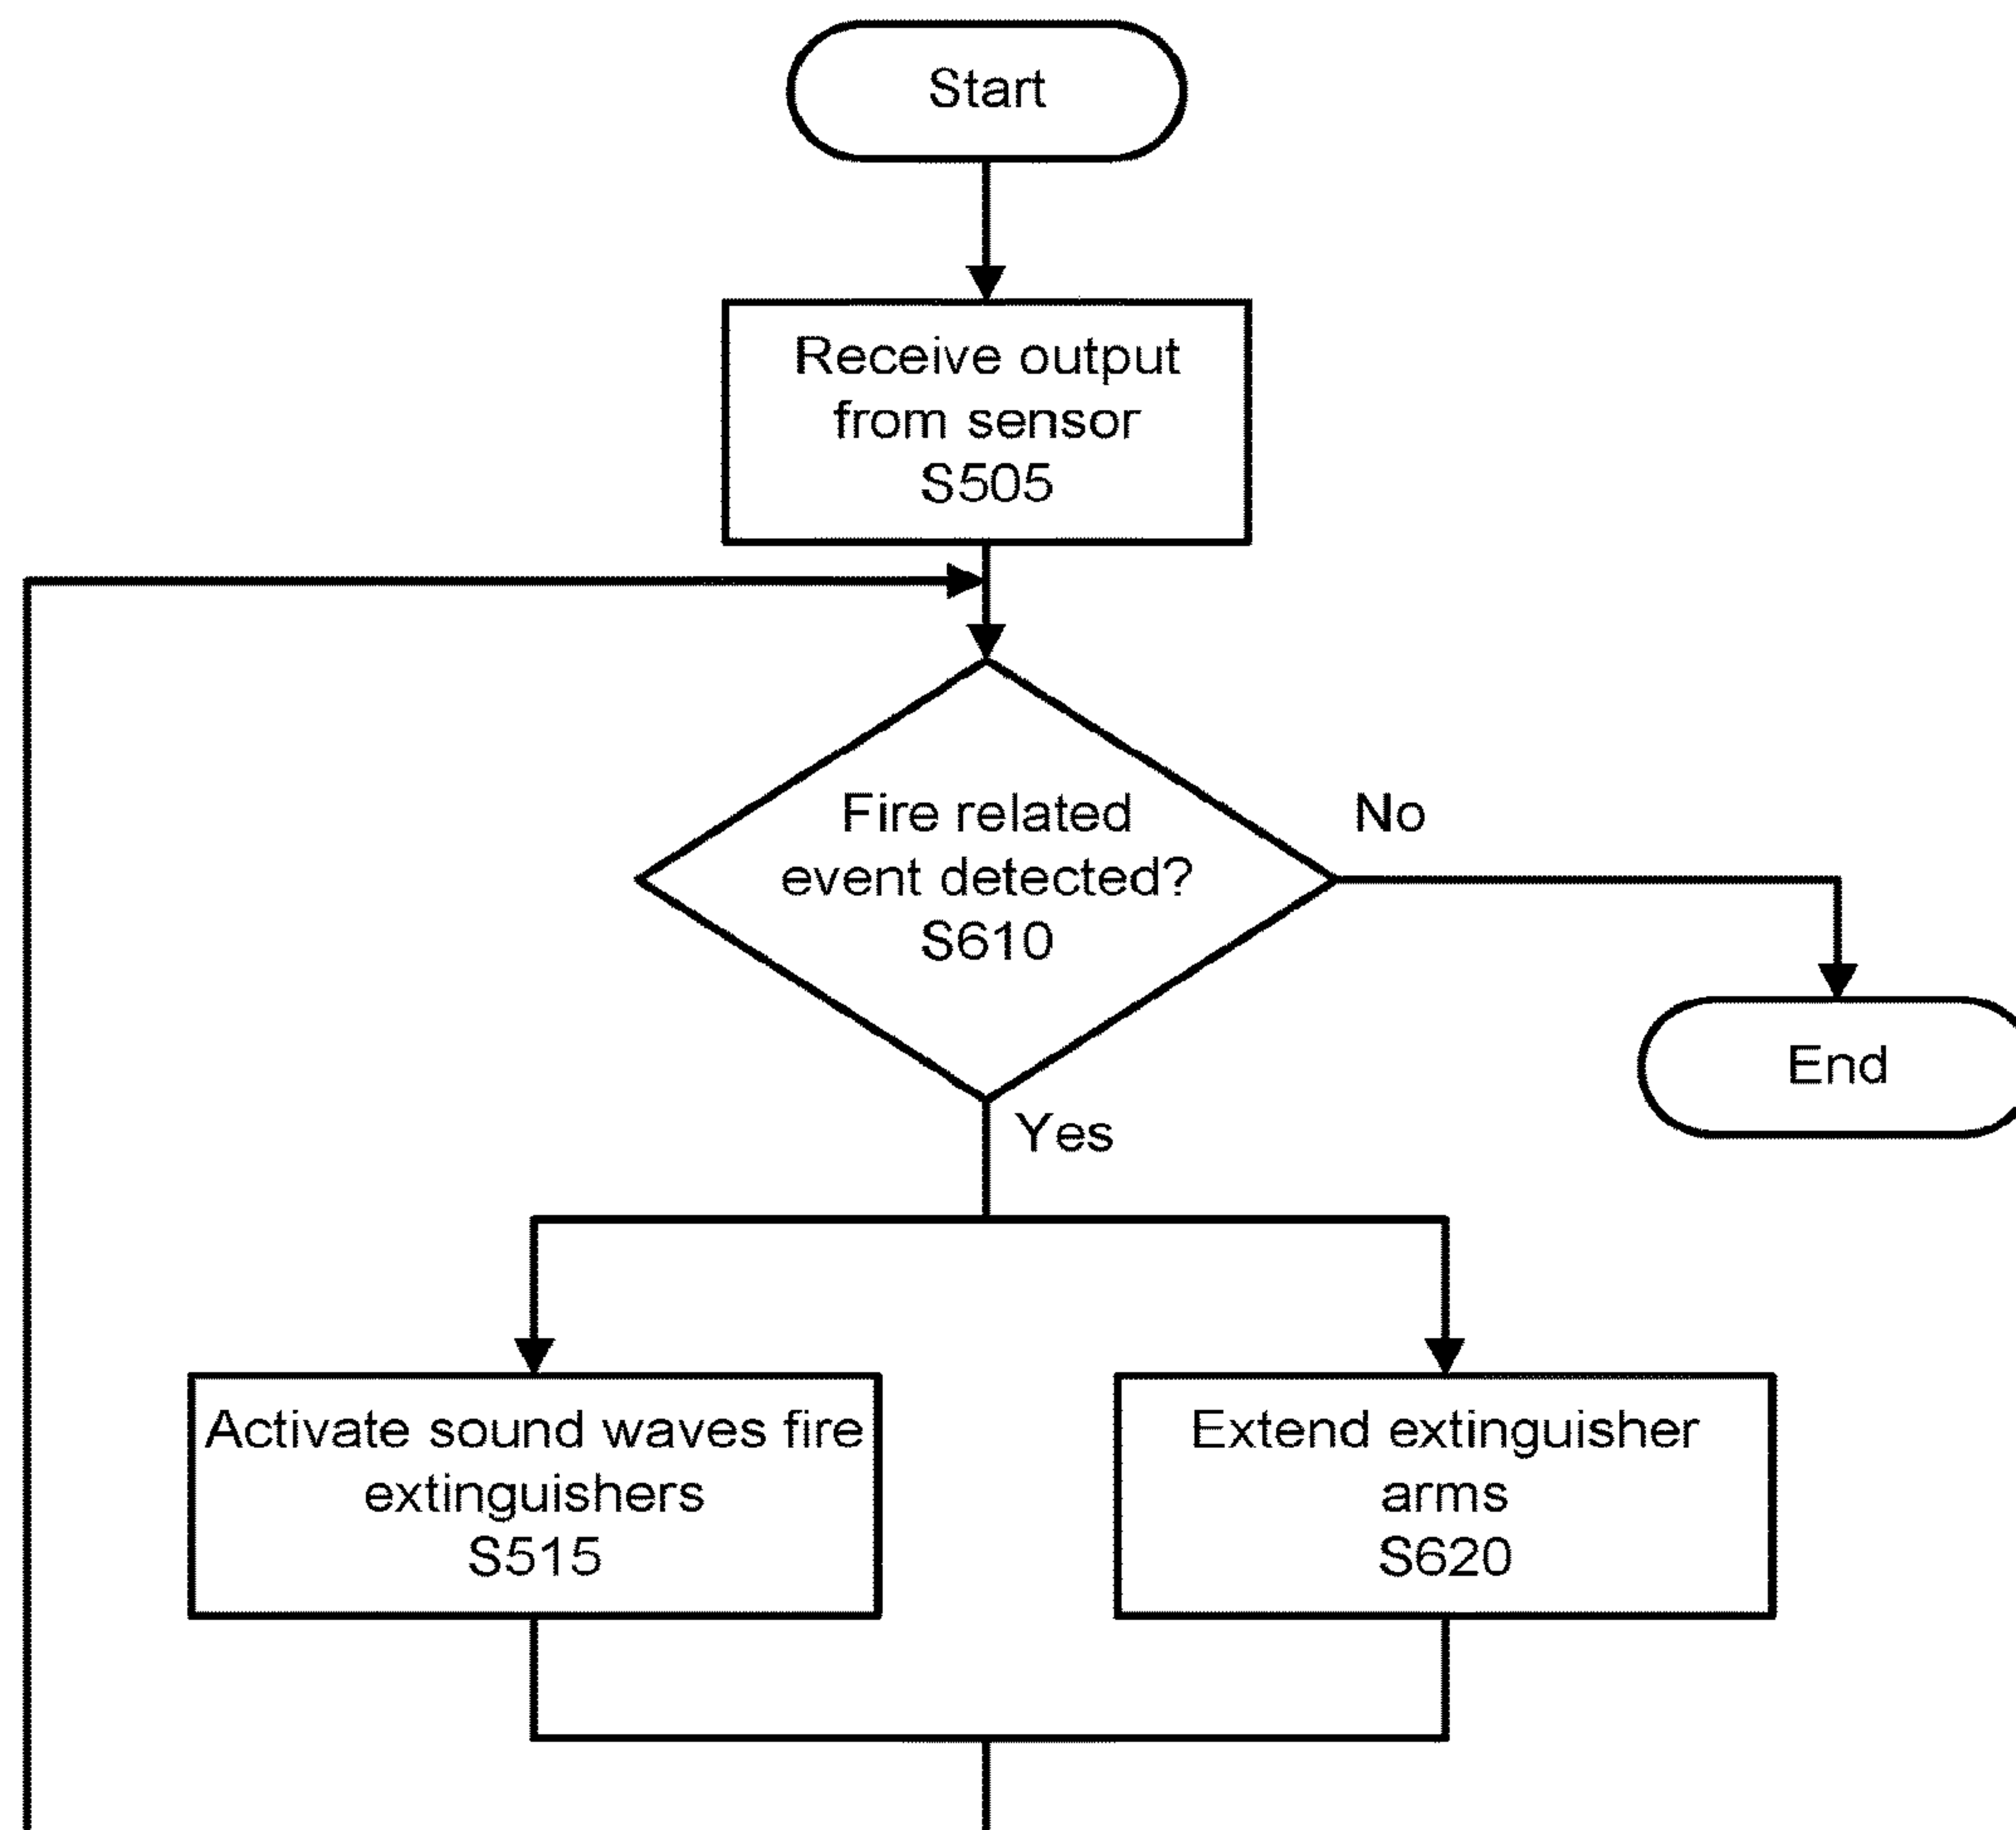 Start
Receive output
from sensor
S505
Fire related
event detected?
S610
No
End
Yes
Activate sound waves fire
extinguishers
S515
Extend extinguisher
arms
S620